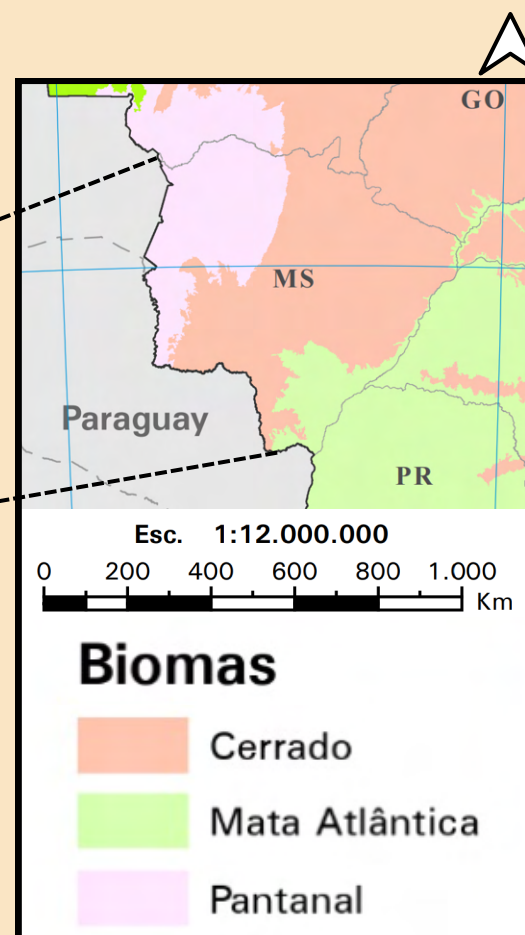 GO
MS
Paraguay
PR
Esc. 1:12.000.000
0 200 400 600 800 1.000
Km
Biomas
Cerrado
Mata Atlântica
Pantanal